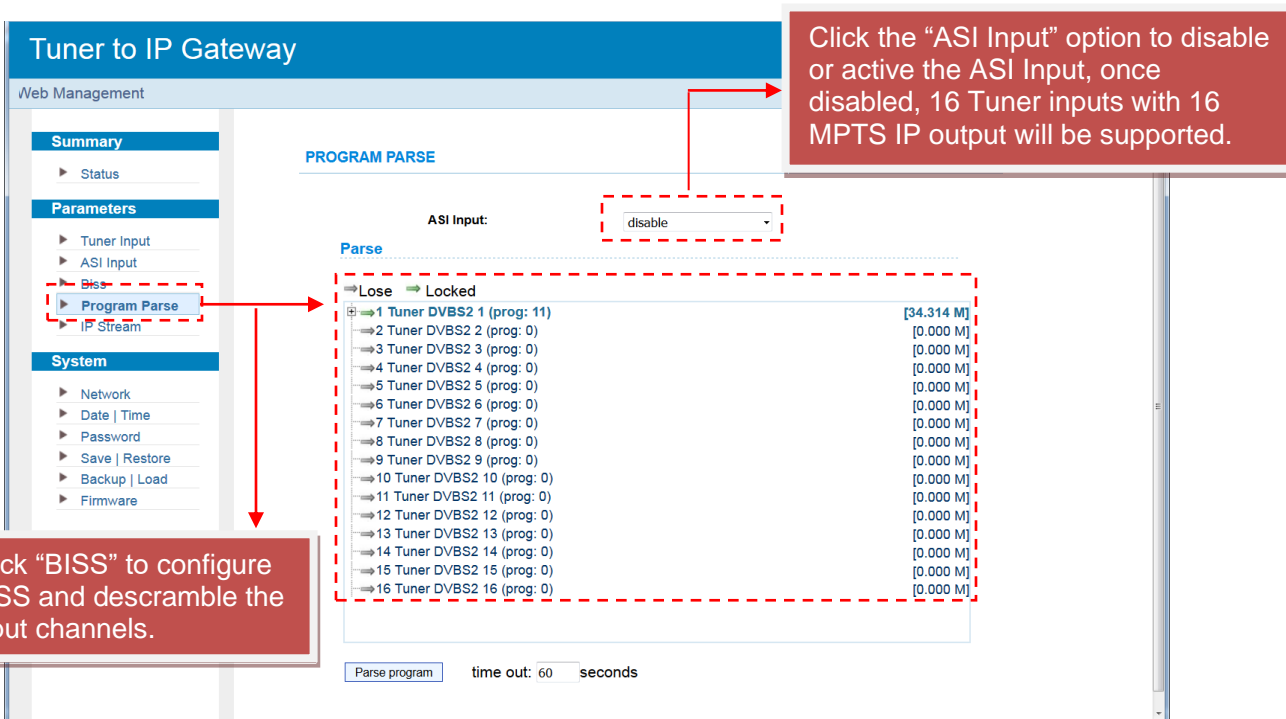 Tuner to IP Gateway
Web Management
Click the “ASI Input” option to disable
or active the ASI Input, once
disabled, 16 Tuner inputs with 16
MPTS IP output will be supported.
Summary
Status
Parameters
Tuner Input
ASI Input
Biss
Program Parse
IP Stream
System
Network
Date | Time
Password
Save | Restore
Backup | Load
Firmware
ck “BISS” to configure
SS and descramble the
out channels.
PROGRAM PARSE
ASI Input: disable
Parse
Lose Locked
1 Tuner DVBS2 1 (prog: 11) [34.314 M]
2 Tuner DVBS2 2 (prog: 0) [0.000 M]
3 Tuner DVBS2 3 (prog: 0) [0.000 M]
4 Tuner DVBS2 4 (prog: 0) [0.000 M]
5 Tuner DVBS2 5 (prog: 0) [0.000 M]
6 Tuner DVBS2 6 (prog: 0) [0.000 M]
7 Tuner DVBS2 7 (prog: 0) [0.000 M]
8 Tuner DVBS2 8 (prog: 0) [0.000 M]
9 Tuner DVBS2 9 (prog: 0) [0.000 M]
10 Tuner DVBS2 10 (prog: 0) [0.000 M]
11 Tuner DVBS2 11 (prog: 0) [0.000 M]
12 Tuner DVBS2 12 (prog: 0) [0.000 M]
13 Tuner DVBS2 13 (prog: 0) [0.000 M]
14 Tuner DVBS2 14 (prog: 0) [0.000 M]
15 Tuner DVBS2 15 (prog: 0) [0.000 M]
16 Tuner DVBS2 16 (prog: 0) [0.000 M]
Parse program time out: 60 seconds